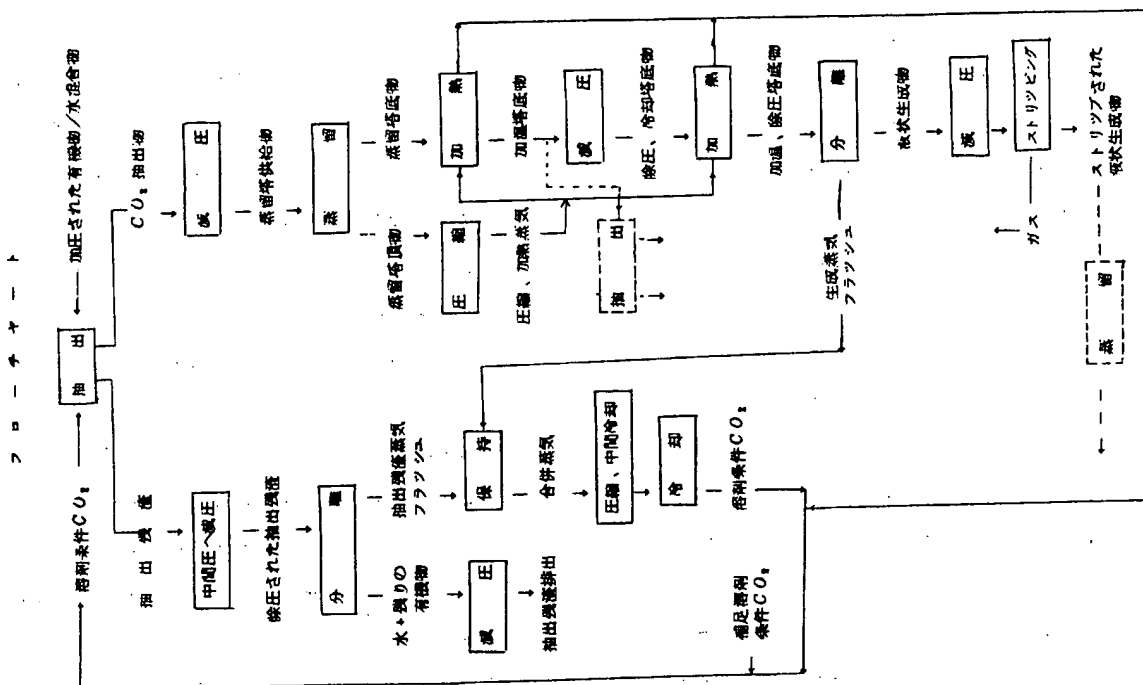 フローチャート
加圧された有機物/水混合物
抽出
溶剤条件CO₂
CO₂抽出物
減圧
蒸留塔供給物
蒸留
蒸留塔頂物
蒸留塔底物
圧縮
圧縮、加熱蒸気
加熱
加温塔底物
減圧
抽出
除圧、冷却塔底物
加熱
加温、除圧塔底物
分離
生成蒸気
フラッシュ
液状生成物
減圧
ストリッピング
ガス
ストリップされた
液状生成物
蒸留
抽出残渣
中間圧へ減圧
除圧された抽出残渣
分離
水+残りの
有機物
減圧
抽出残渣排出
抽出残渣蒸気
フラッシュ
保持
合併蒸気
圧縮、中間冷却
冷却
溶剤条件CO₂
補足溶剤
条件CO₂